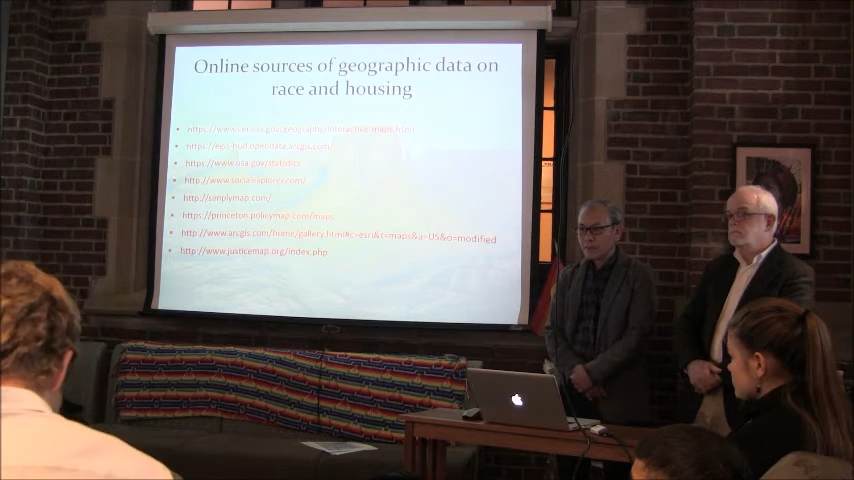 Online sources of geographic data on
race and housing
• https://www.census.gov/geography/interactive-maps.html
• https://egis-hud.opendata.arcgis.com/
• https://www.usa.gov/statistics
• http://www.socialexplorer.com/
• http://simplymap.com/
• https://princeton.policymap.com/maps
• http://www.arcgis.com/home/gallery.html#c=esri&t=maps&a=US&o=modified
• http://www.justicemap.org/index.php